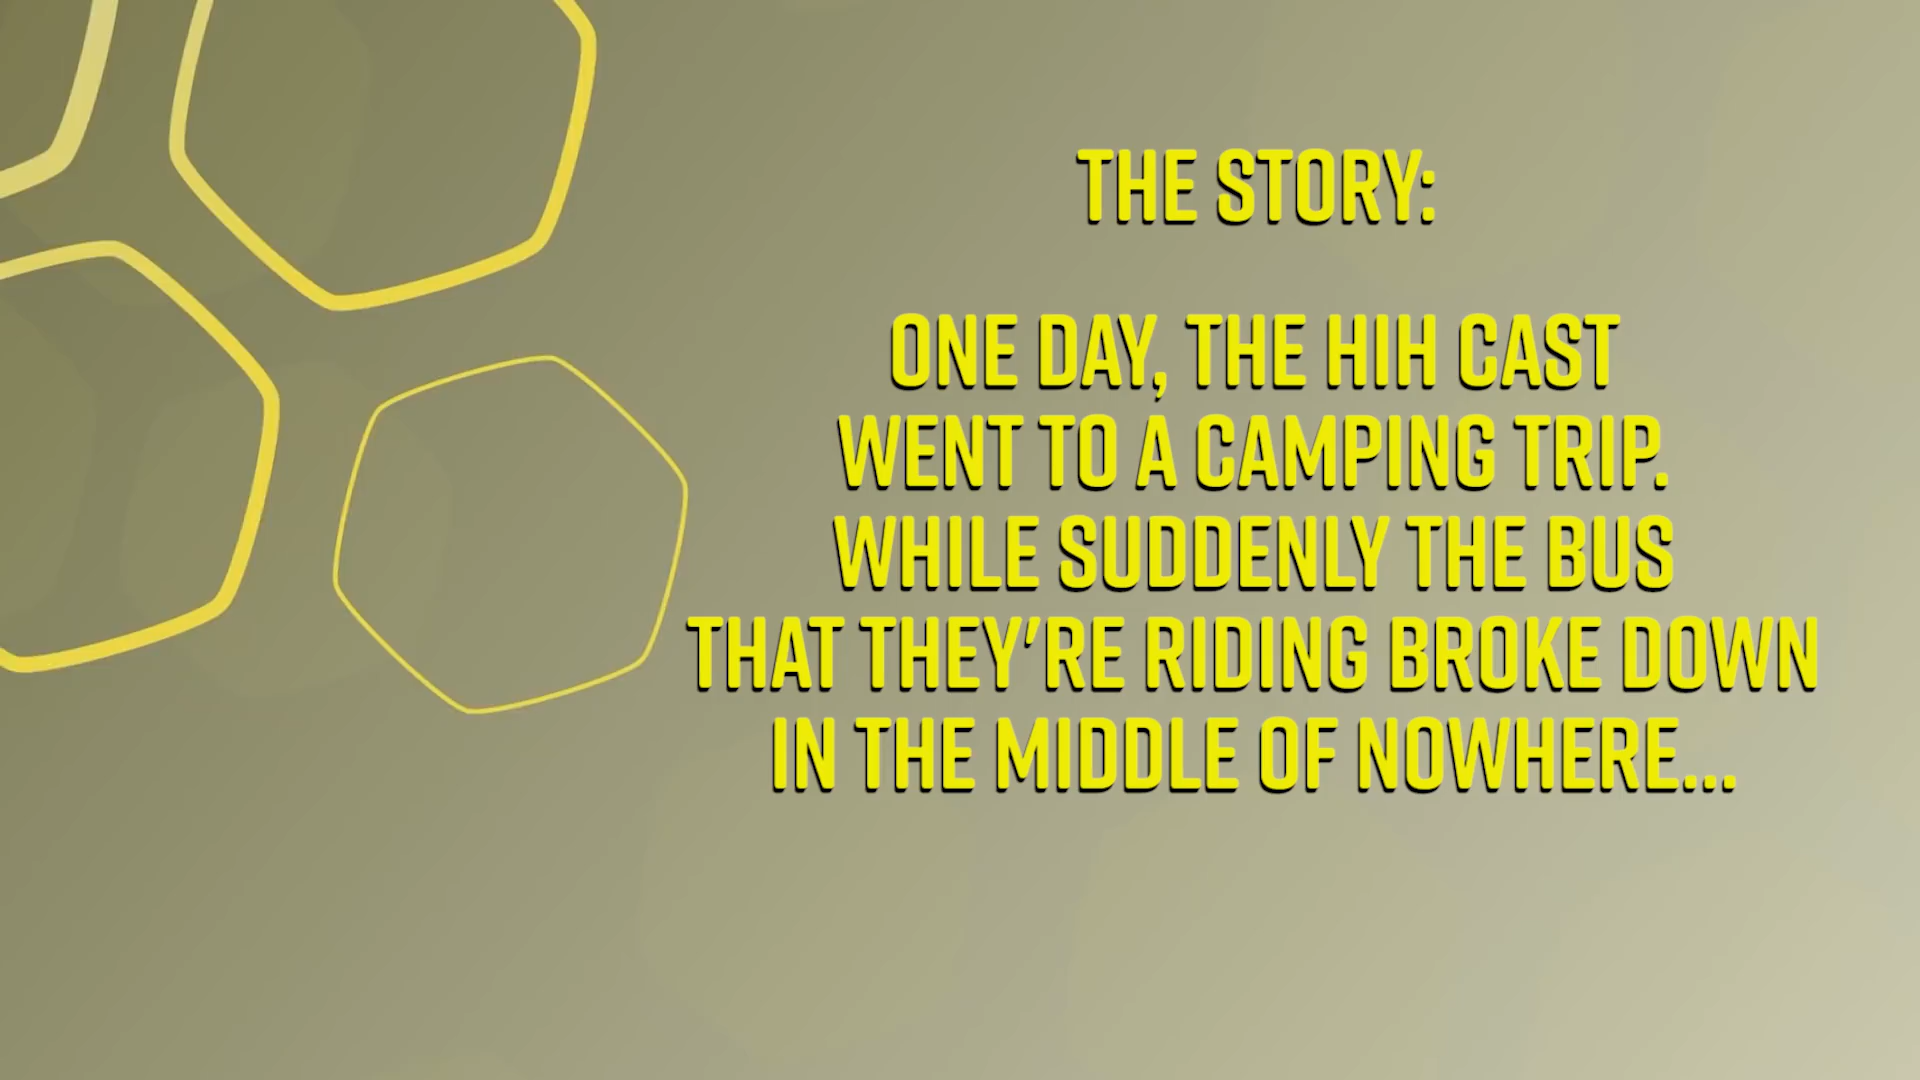 THE STORY:
ONE DAY, THE HIH CAST
WENT TO A CAMPING TRIP.
WHILE SUDDENLY THE BUS
THAT THEY'RE RIDING BROKE DOWN
IN THE MIDDLE OF NOWHERE...